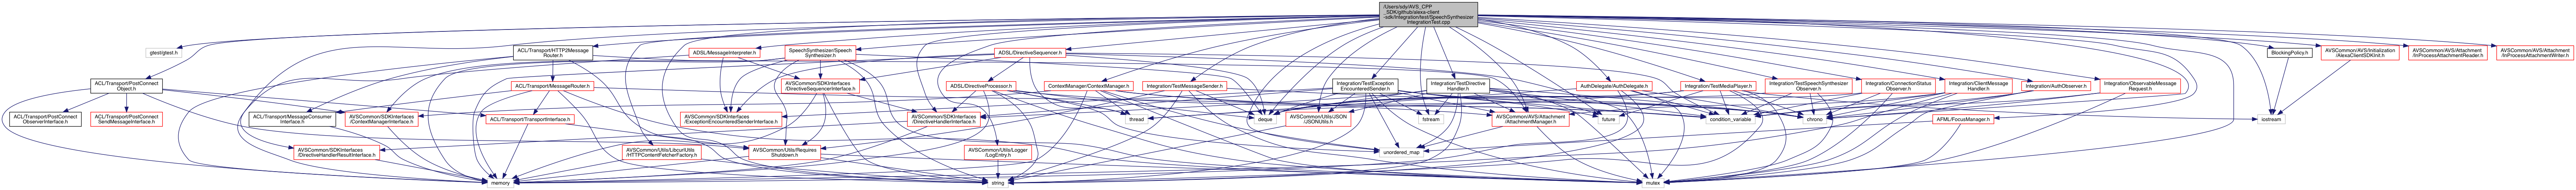 /Users/sdy/AVS_CPP
_SDK/github/alexa-client
-sdk/Integration/test/SpeechSynthesizer
IntegrationTest.cpp
gtest/gtest.h
ACL/Transport/HTTP2Message
Router.h
ADSL/MessageInterpreter.h
SpeechSynthesizer/Speech
Synthesizer.h
ADSL/DirectiveSequencer.h
BlockingPolicy.h
AVSCommon/AVS/Initialization
/AlexaClientSDKInit.h
AVSCommon/AVS/Attachment
/InProcessAttachmentReader.h
AVSCommon/AVS/Attachment
/InProcessAttachmentWriter.h
ACL/Transport/PostConnect
Object.h
ACL/Transport/MessageRouter.h
AVSCommon/SDKInterfaces
/DirectiveSequencerInterface.h
ADSL/DirectiveProcessor.h
ContextManager/ContextManager.h
Integration/TestMessageSender.h
Integration/TestException
EncounteredSender.h
Integration/TestDirective
Handler.h
AuthDelegate/AuthDelegate.h
Integration/TestMediaPlayer.h
Integration/TestSpeechSynthesizer
Observer.h
Integration/ConnectionStatus
Observer.h
Integration/ClientMessage
Handler.h
Integration/AuthObserver.h
Integration/ObservableMessage
Request.h
ACL/Transport/PostConnect
ObserverInterface.h
ACL/Transport/PostConnect
SendMessageInterface.h
ACL/Transport/MessageConsumer
Interface.h
AVSCommon/SDKInterfaces
/ContextManagerInterface.h
ACL/Transport/TransportInterface.h
AVSCommon/SDKInterfaces
/ExceptionEncounteredSenderInterface.h
AVSCommon/SDKInterfaces
/DirectiveHandlerInterface.h
thread
deque
AVSCommon/Utils/JSON
/JSONUtils.h
fstream
AVSCommon/AVS/Attachment
/AttachmentManager.h
future
condition_variable
chrono
AFML/FocusManager.h
iostream
AVSCommon/SDKInterfaces
/DirectiveHandlerResultInterface.h
AVSCommon/Utils/LibcurlUtils
/HTTPContentFetcherFactory.h
AVSCommon/Utils/Requires
Shutdown.h
AVSCommon/Utils/Logger
/LogEntry.h
unordered_map
memory
string
mutex